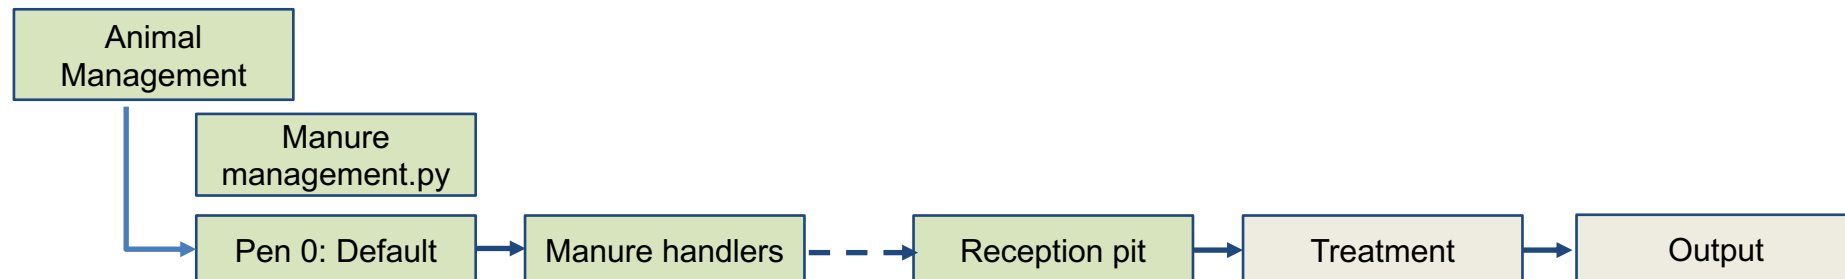 Animal
Management
Manure
management.py
Pen 0: Default
Manure handlers
Reception pit
Treatment
Output